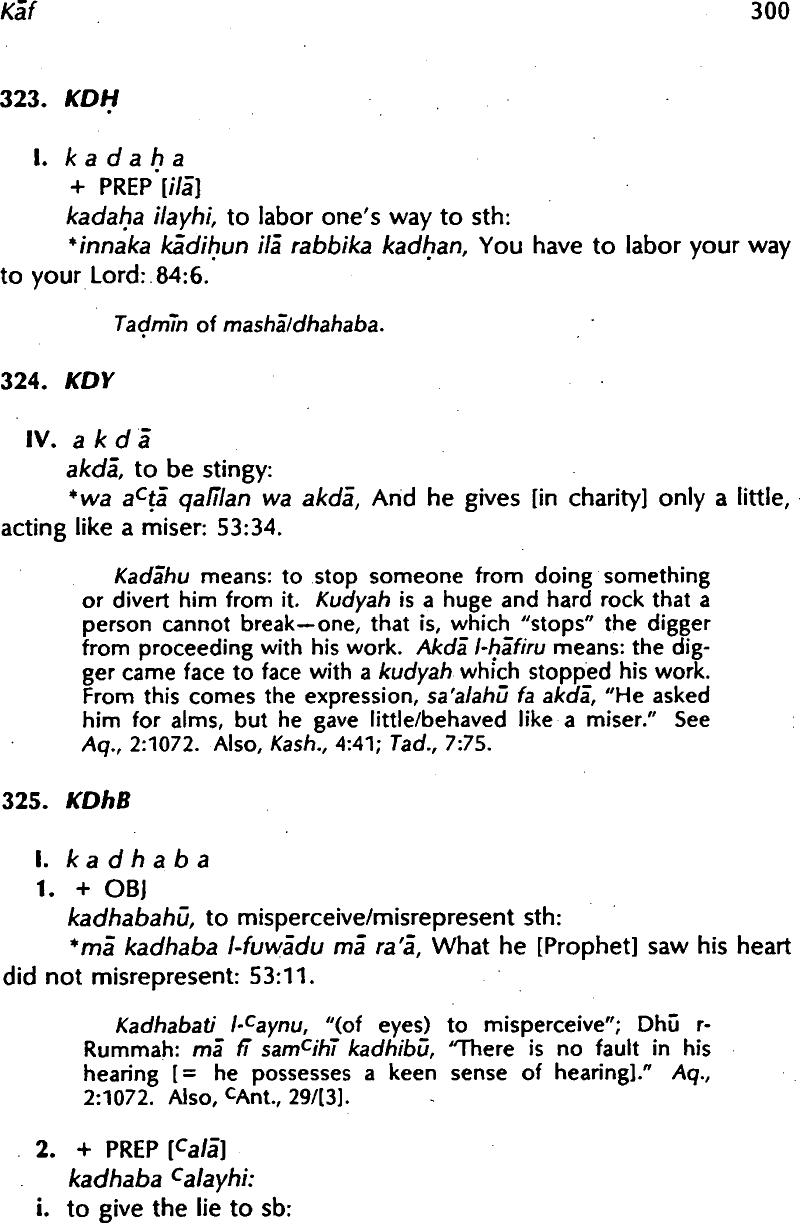 Kāf 300
323. KDḤ
I. k a d a ḥ a
+ PREP [ilā]
kadaḥa ilayhi, to labor one's way to sth:
*innaka kādiḥun ilā rabbika kadḥan, You have to labor your way
to your Lord: 84:6.
Taḍmīn of mashā/dhahaba.
324. KDY
IV. a k d ā
akdā, to be stingy:
*wa aᶜṭā qalīlan wa akdā, And he gives [in charity] only a little,
acting like a miser: 53:34.
Kadāhu means: to stop someone from doing something
or divert him from it. Kudyah is a huge and hard rock that a
person cannot break—one, that is, which "stops" the digger
from proceeding with his work. Akdā l-ḥāfiru means: the dig-
ger came face to face with a kudyah which stopped his work.
From this comes the expression, sa'alahū fa akdā, "He asked
him for alms, but he gave little/behaved like a miser." See
Aq., 2:1072. Also, Kash., 4:41; Tad., 7:75.
325. KDhB
I. k a d h a b a
1. + OBJ
kadhabahū, to misperceive/misrepresent sth:
*mā kadhaba l-fuwādu mā ra'ā, What he [Prophet] saw his heart
did not misrepresent: 53:11.
Kadhabati l-ᶜaynu, "(of eyes) to misperceive"; Dhū r-
Rummah: mā fī samᶜihī kadhibū, "There is no fault in his
hearing [= he possesses a keen sense of hearing]." Aq.,
2:1072. Also, ᶜAnt., 29/[3].
2. + PREP [ᶜalā]
kadhaba ᶜalayhi:
i. to give the lie to sb: